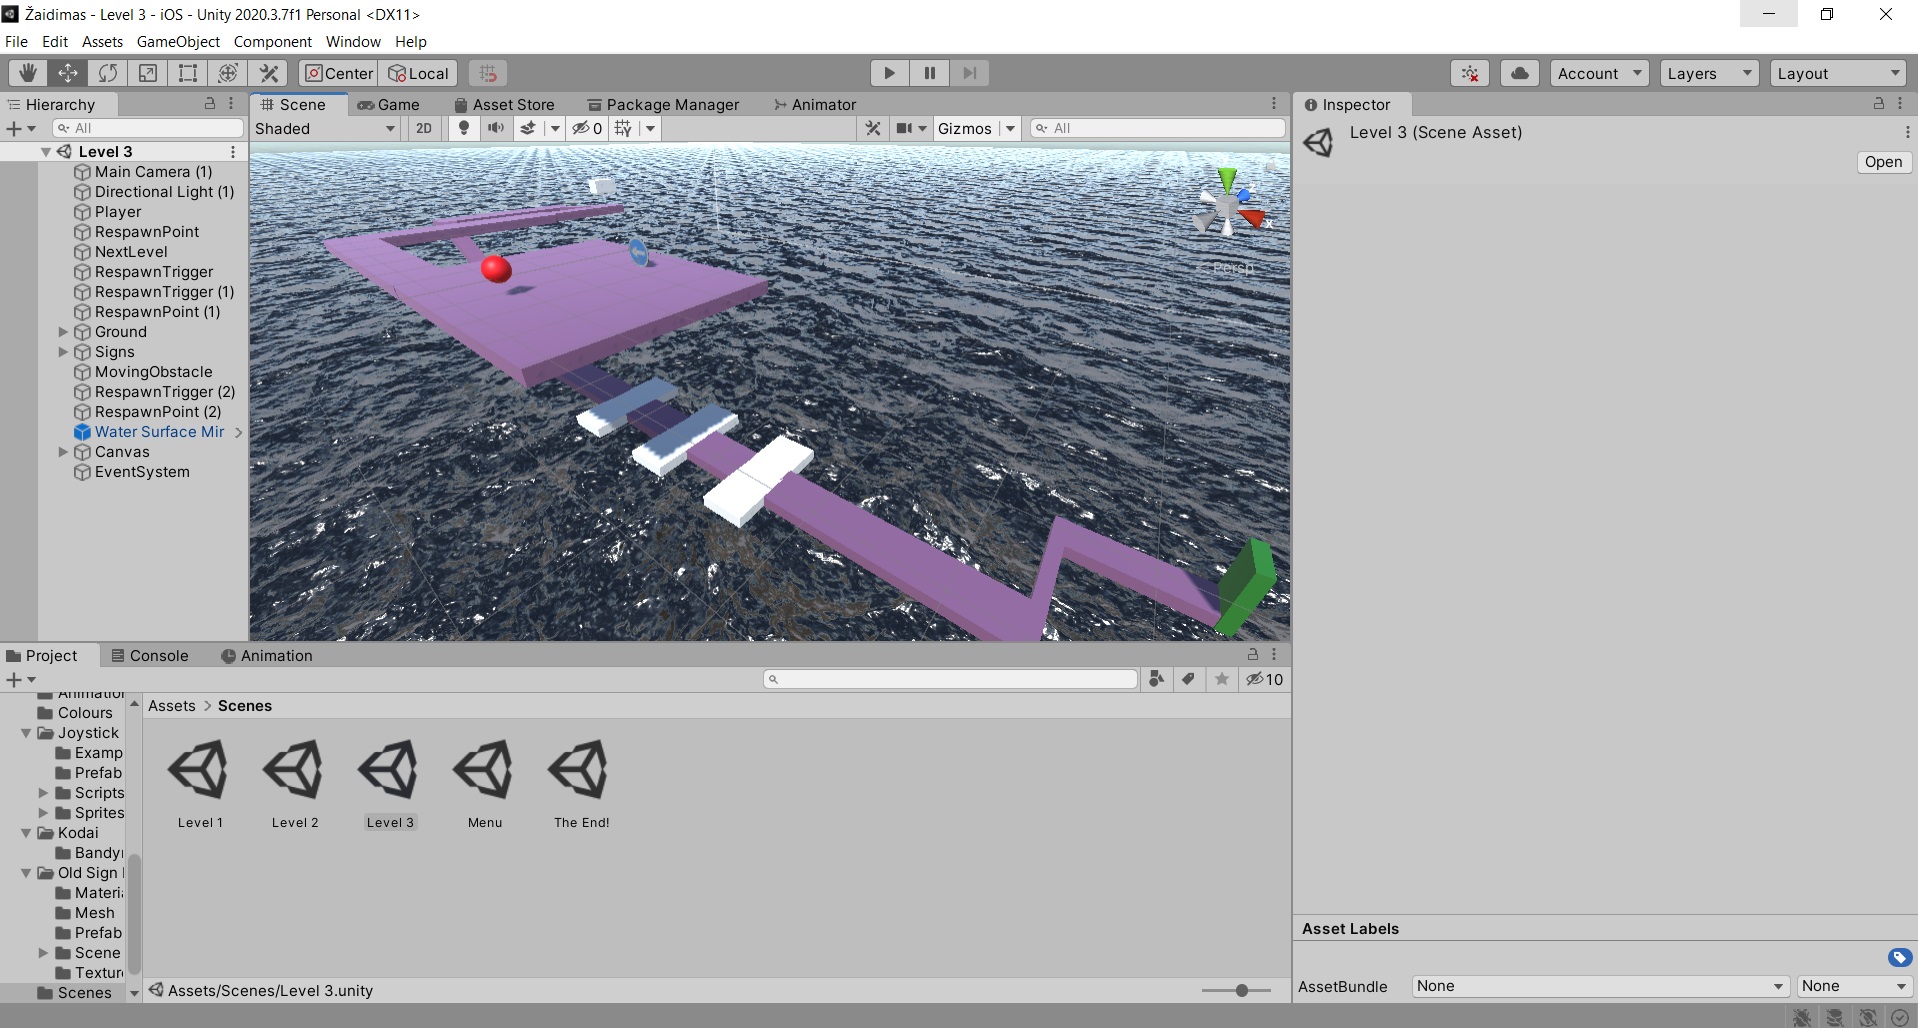 Žaidimas - Level 3 - iOS - Unity 2020.3.7f1 Personal <DX11>
File Edit Assets GameObject Component Window Help
Center Local Account Layers Layout
Hierarchy
All
Level 3
Main Camera (1)
Directional Light (1)
Player
RespawnPoint
NextLevel
RespawnTrigger
RespawnTrigger (1)
RespawnPoint (1)
Ground
Signs
MovingObstacle
RespawnTrigger (2)
RespawnPoint (2)
Water Surface Mir
Canvas
EventSystem
Scene Game Asset Store Package Manager Animator
Shaded 2D 0 Gizmos All
x
Persp
Inspector
Level 3 (Scene Asset)
Open
Project Console Animation
10
Animation
Colours
Joystick
Examp
Prefab
Scripts
Sprites
Kodai
Bandy
Old Sign
Materi
Mesh
Prefab
Scene
Textur
Scenes
Assets > Scenes
Level 1 Level 2 Level 3 Menu The End!
Assets/Scenes/Level 3.unity
Asset Labels
AssetBundle None None